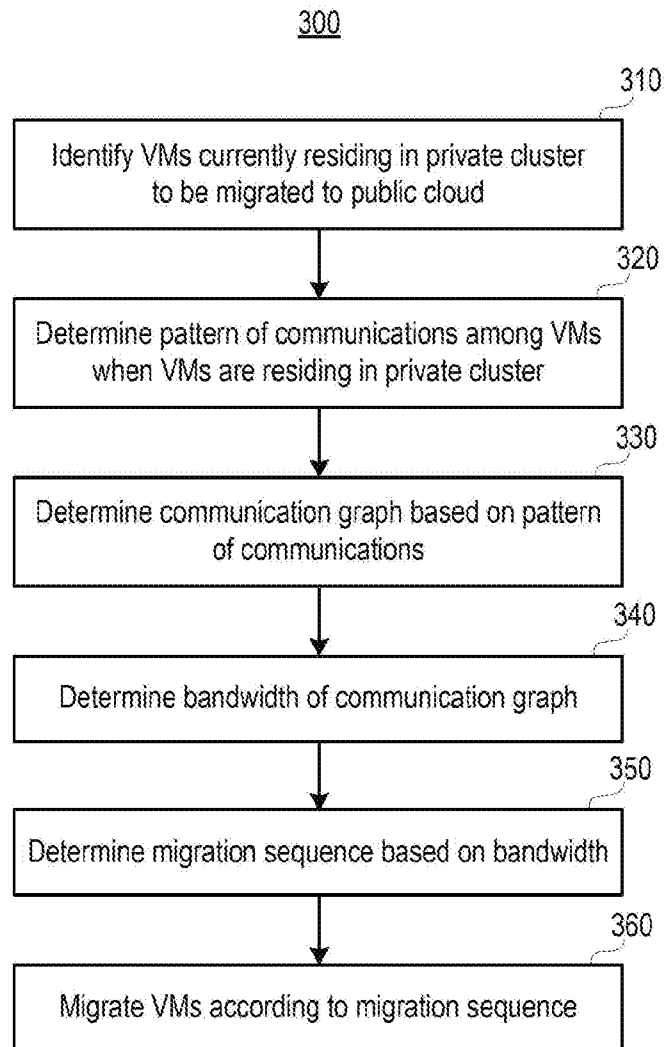 300
310
Identify VMs currently residing in private cluster
to be migrated to public cloud
320
Determine pattern of communications among VMs
when VMs are residing in private cluster
330
Determine communication graph based on pattern
of communications
340
Determine bandwidth of communication graph
350
Determine migration sequence based on bandwidth
360
Migrate VMs according to migration sequence